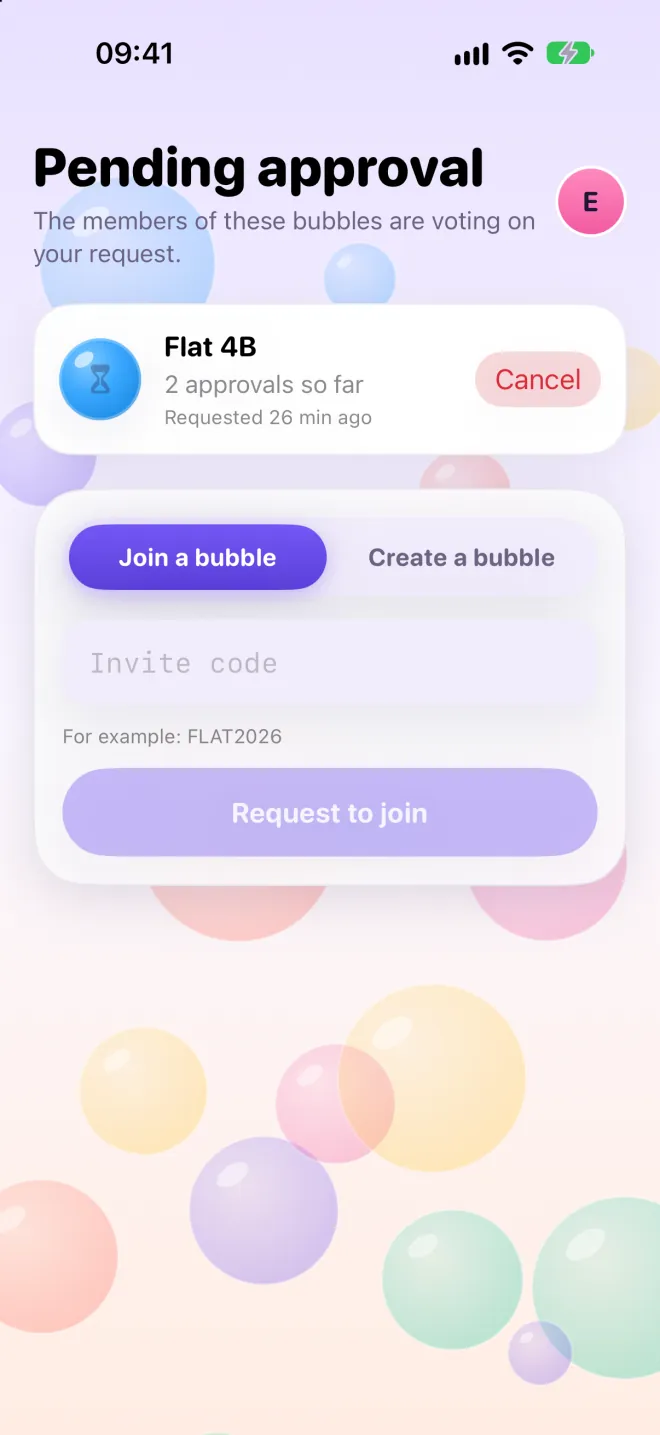 09:41
Pending approval
The members of these bubbles are voting on
your request.
E
Flat 4B
2 approvals so far
Requested 26 min ago
Cancel
Join a bubble
Create a bubble
Invite code
For example: FLAT2026
Request to join